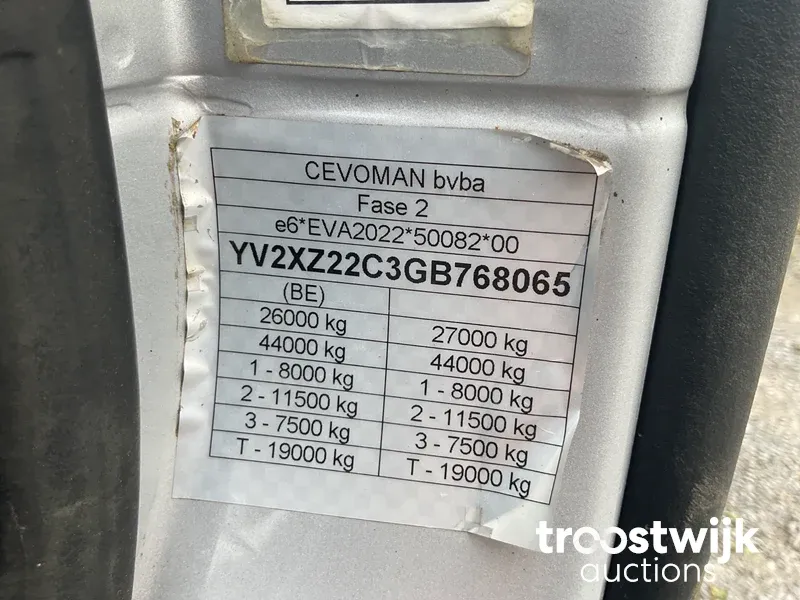 CEVOMAN bvba
Fase 2
e6*EVA2022*50082*00
YV2XZ22C3GB768065
(BE)
26000 kg 27000 kg
44000 kg 44000 kg
1 - 8000 kg 1 - 8000 kg
2 - 11500 kg 2 - 11500 kg
3 - 7500 kg 3 - 7500 kg
T - 19000 kg T - 19000 kg
troostwijk
auctions